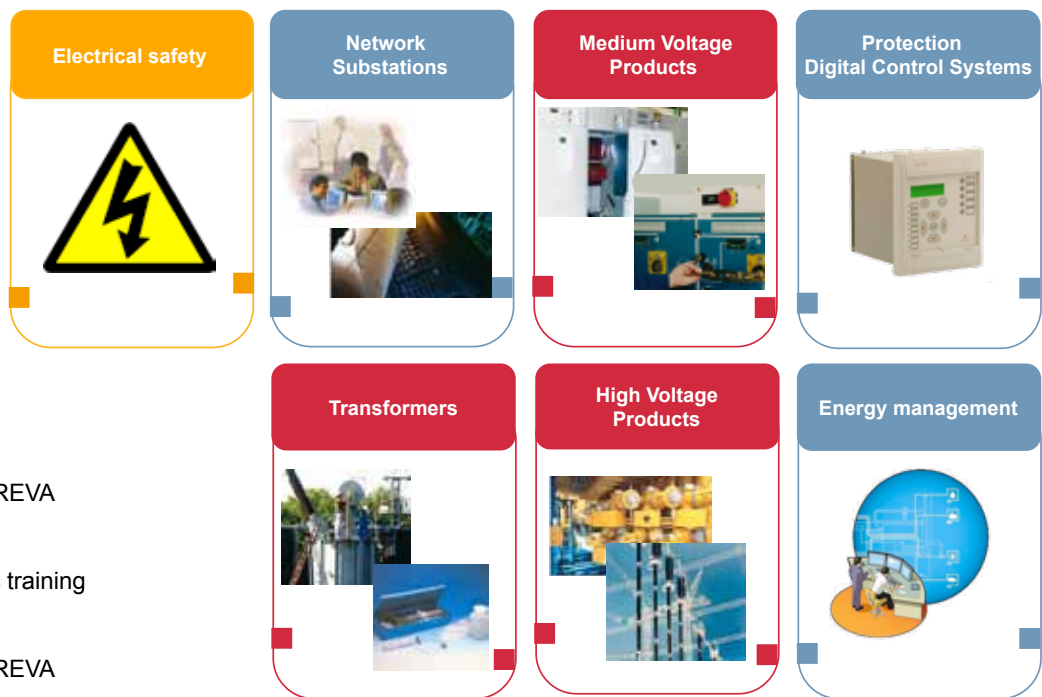 Electrical safety
Network
Substations
Medium Voltage
Products
Protection
Digital Control Systems
Transformers
High Voltage
Products
Energy management
REVA
training
REVA